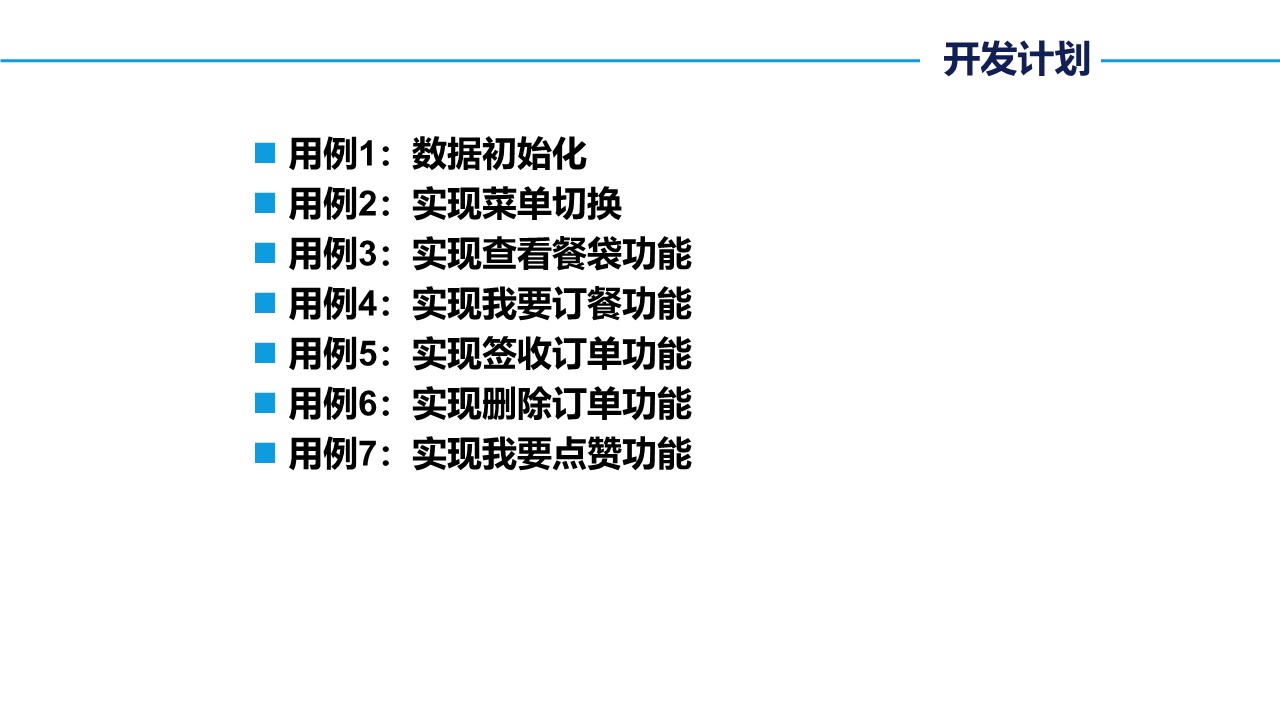 开发计划
用例1：数据初始化
用例2：实现菜单切换
用例3：实现查看餐袋功能
用例4：实现我要订餐功能
用例5：实现签收订单功能
用例6：实现删除订单功能
用例7：实现我要点赞功能